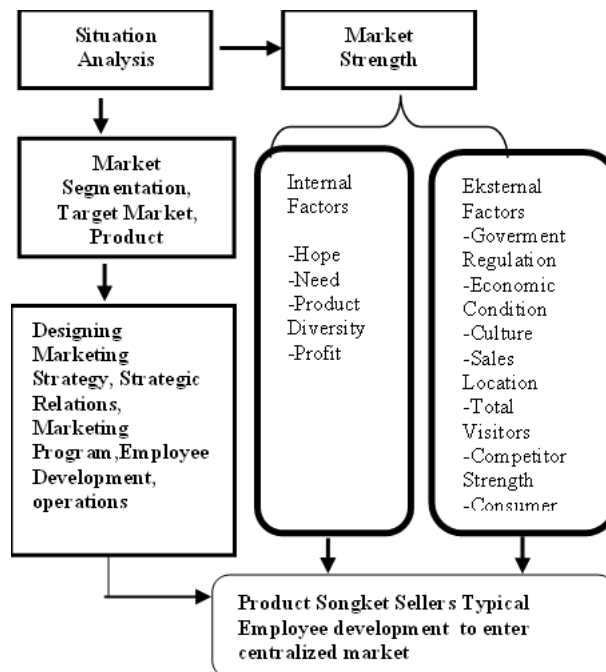 Situation
Analysis
Market
Strength
Market
Segmentation,
Target Market,
Product
Internal
Factors
-Hope
-Need
-Product
Diversity
-Profit
Eksternal
Factors
-Goverment
Regulation
-Economic
Condition
-Culture
-Sales
Location
-Total
Visitors
-Competitor
Strength
-Consumer
Designing
Marketing
Strategy, Strategic
Relations,
Marketing
Program,Employee
Development,
operations
Product Songket Sellers Typical
Employee development to enter
centralized market